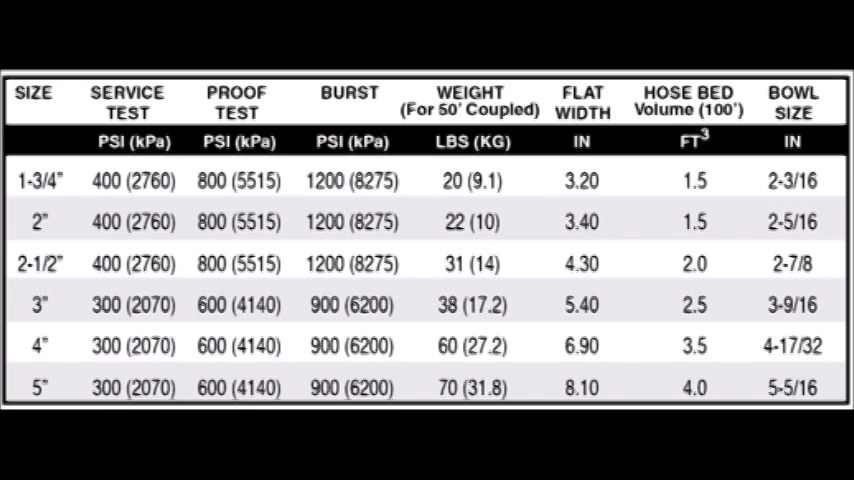 SIZE SERVICE TEST PROOF TEST BURST WEIGHT (For 50' Coupled) FLAT WIDTH HOSE BED Volume (100') BOWL SIZE
PSI (kPa) PSI (kPa) PSI (kPa) LBS (KG) IN FT3 IN
1-3/4" 400 (2760) 800 (5515) 1200 (8275) 20 (9.1) 3.20 1.5 2-3/16
2" 400 (2760) 800 (5515) 1200 (8275) 22 (10) 3.40 1.5 2-5/16
2-1/2" 400 (2760) 800 (5515) 1200 (8275) 31 (14) 4.30 2.0 2-7/8
3" 300 (2070) 600 (4140) 900 (6200) 38 (17.2) 5.40 2.5 3-9/16
4" 300 (2070) 600 (4140) 900 (6200) 60 (27.2) 6.90 3.5 4-17/32
5" 300 (2070) 600 (4140) 900 (6200) 70 (31.8) 8.10 4.0 5-5/16